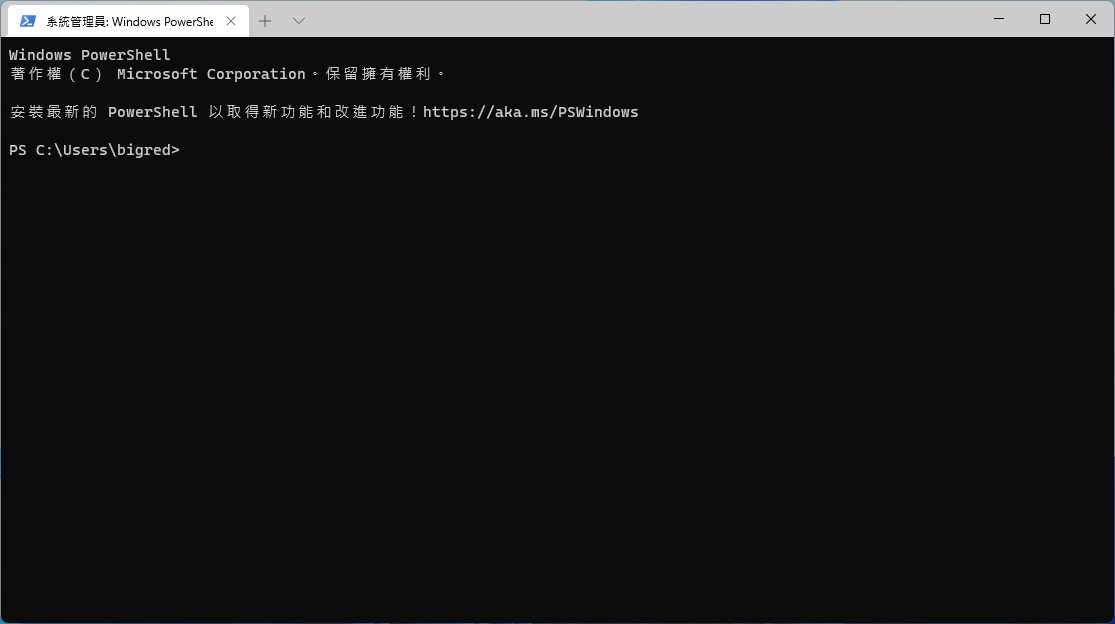 系統管理員: Windows PowerShe
Windows PowerShell
著作權（C） Microsoft Corporation。保留擁有權利。
安裝最新的 PowerShell 以取得新功能和改進功能！https://aka.ms/PSWindows
PS C:\Users\bigred>